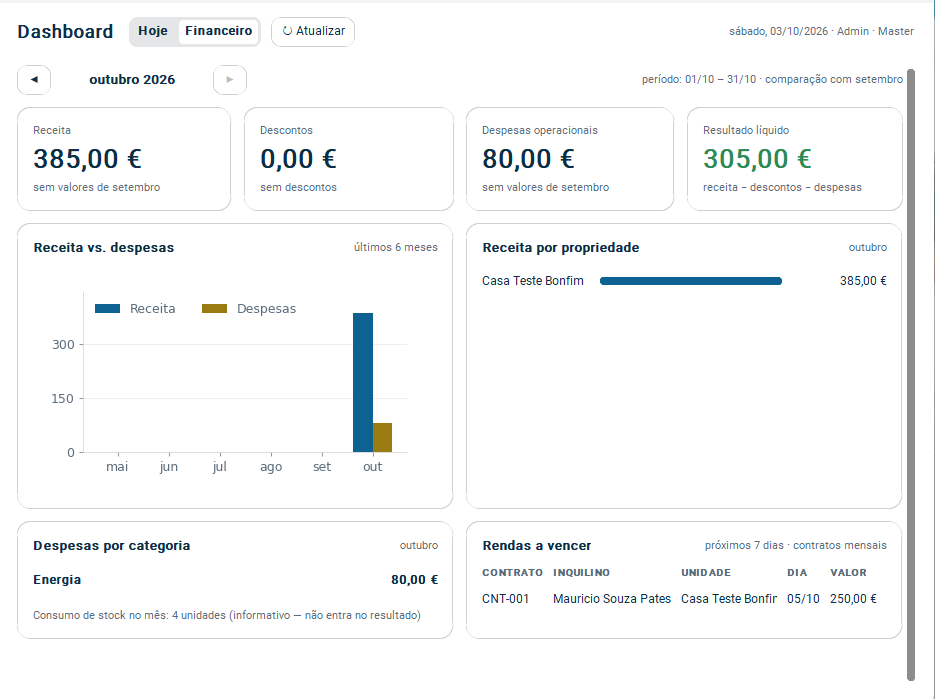 Dashboard Hoje Financeiro ↻ Atualizar sábado, 03/10/2026 · Admin · Master
◄ outubro 2026 ► período: 01/10 – 31/10 · comparação com setembro
Receita Descontos Despesas operacionais Resultado líquido
385,00 € 0,00 € 80,00 € 305,00 €
sem valores de setembro sem descontos sem valores de setembro receita − descontos − despesas
Receita vs. despesas últimos 6 meses
Receita Despesas
300
150
0
mai jun jul ago set out
Receita por propriedade outubro
Casa Teste Bonfim 385,00 €
Despesas por categoria outubro
Energia 80,00 €
Consumo de stock no mês: 4 unidades (informativo — não entra no resultado)
Rendas a vencer próximos 7 dias · contratos mensais
CONTRATO INQUILINO UNIDADE DIA VALOR
CNT-001 Mauricio Souza Pates Casa Teste Bonfir 05/10 250,00 €